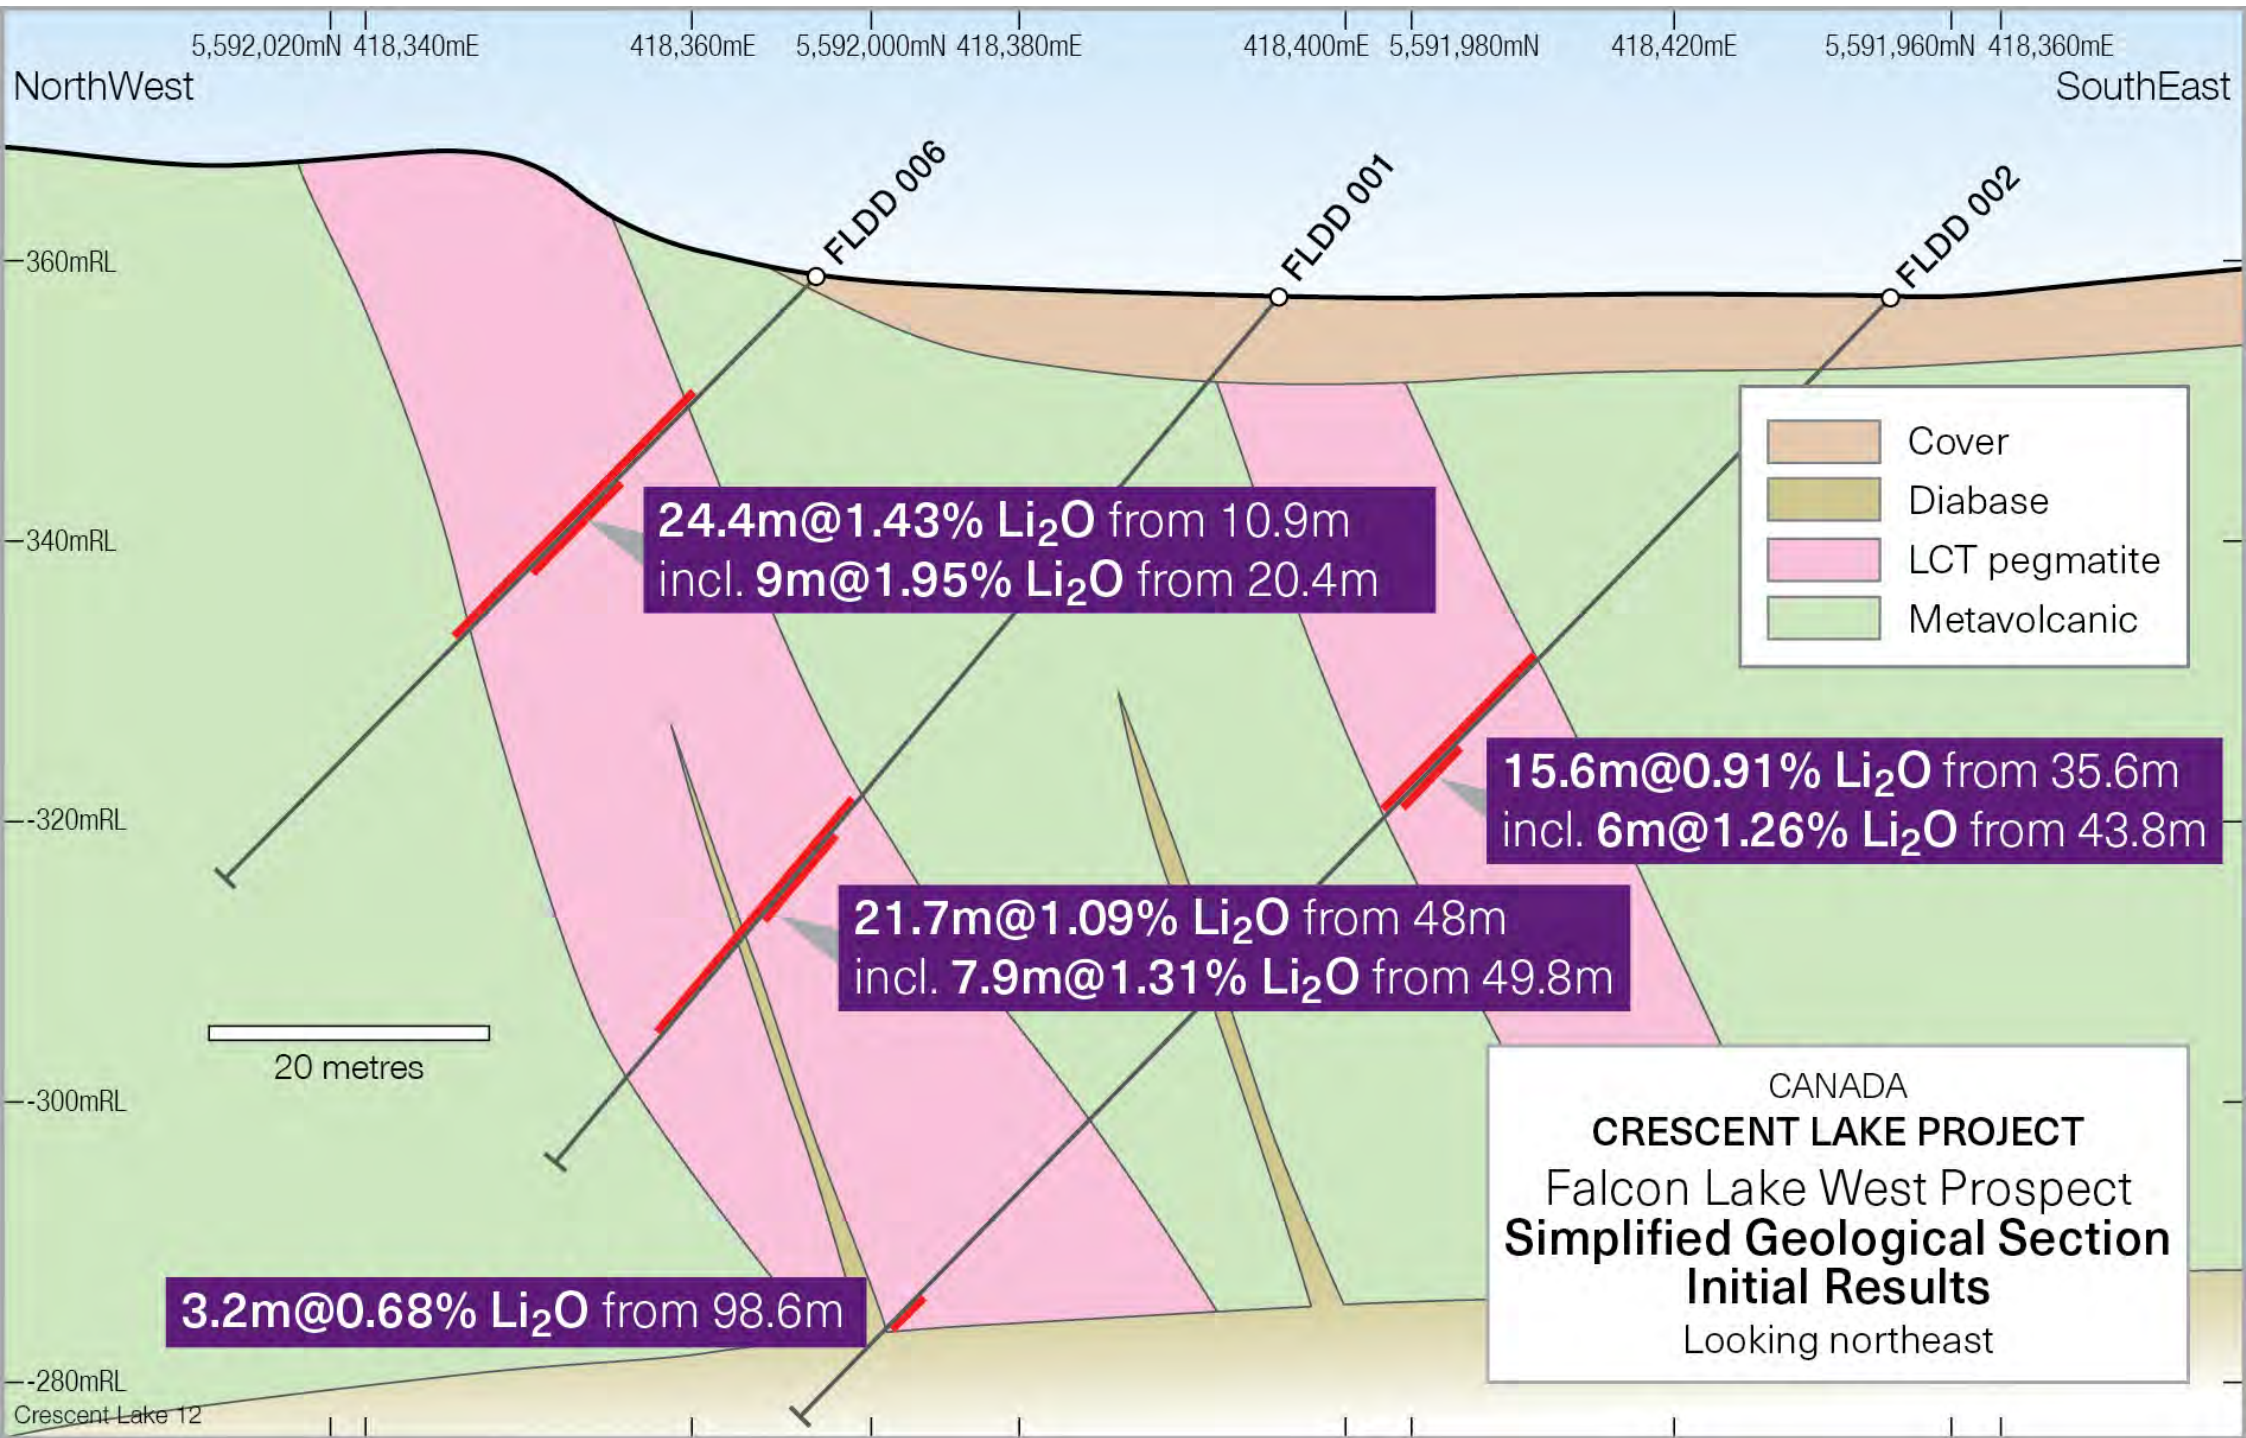 5,592,020mN 418,340mE 418,360mE 5,592,000mN 418,380mE 418,400mE 5,591,980mN 418,420mE 5,591,960mN 418,360mE
NorthWest SouthEast
FLDD 006
FLDD 001
FLDD 002
360mRL
340mRL
-320mRL
-300mRL
-280mRL
Cover
Diabase
LCT pegmatite
Metavolcanic
24.4m@1.43% Li₂O from 10.9m
incl. 9m@1.95% Li₂O from 20.4m
15.6m@0.91% Li₂O from 35.6m
incl. 6m@1.26% Li₂O from 43.8m
21.7m@1.09% Li₂O from 48m
incl. 7.9m@1.31% Li₂O from 49.8m
20 metres
3.2m@0.68% Li₂O from 98.6m
CANADA
CRESCENT LAKE PROJECT
Falcon Lake West Prospect
Simplified Geological Section
Initial Results
Looking northeast
Crescent Lake 12